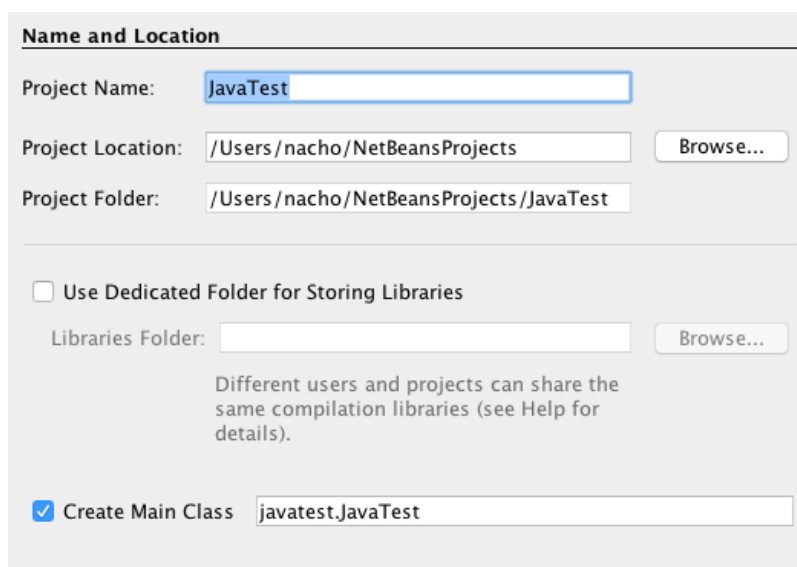 Name and Location
Project Name: JavaTest
Project Location: /Users/nacho/NetBeansProjects Browse...
Project Folder: /Users/nacho/NetBeansProjects/JavaTest
Use Dedicated Folder for Storing Libraries
Libraries Folder: Browse...
Different users and projects can share the
same compilation libraries (see Help for
details).
Create Main Class javatest.JavaTest